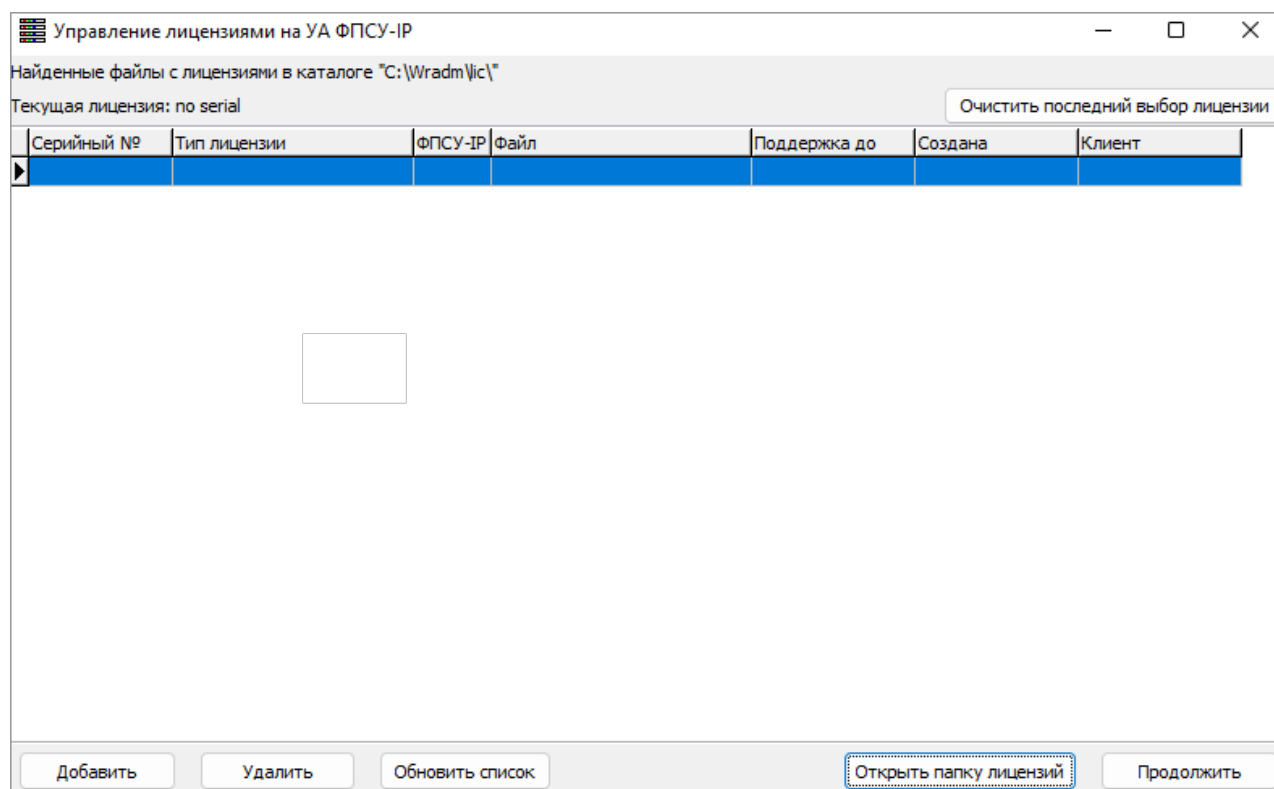 Управление лицензиями на УА ФПСУ-IP
Найденные файлы с лицензиями в каталоге "C:\Wradm\lic\"
Текущая лицензия: no serial
Очистить последний выбор лицензии
Серийный № Тип лицензии ФПСУ-IP Файл Поддержка до Создана Клиент
Добавить Удалить Обновить список Открыть папку лицензий Продолжить